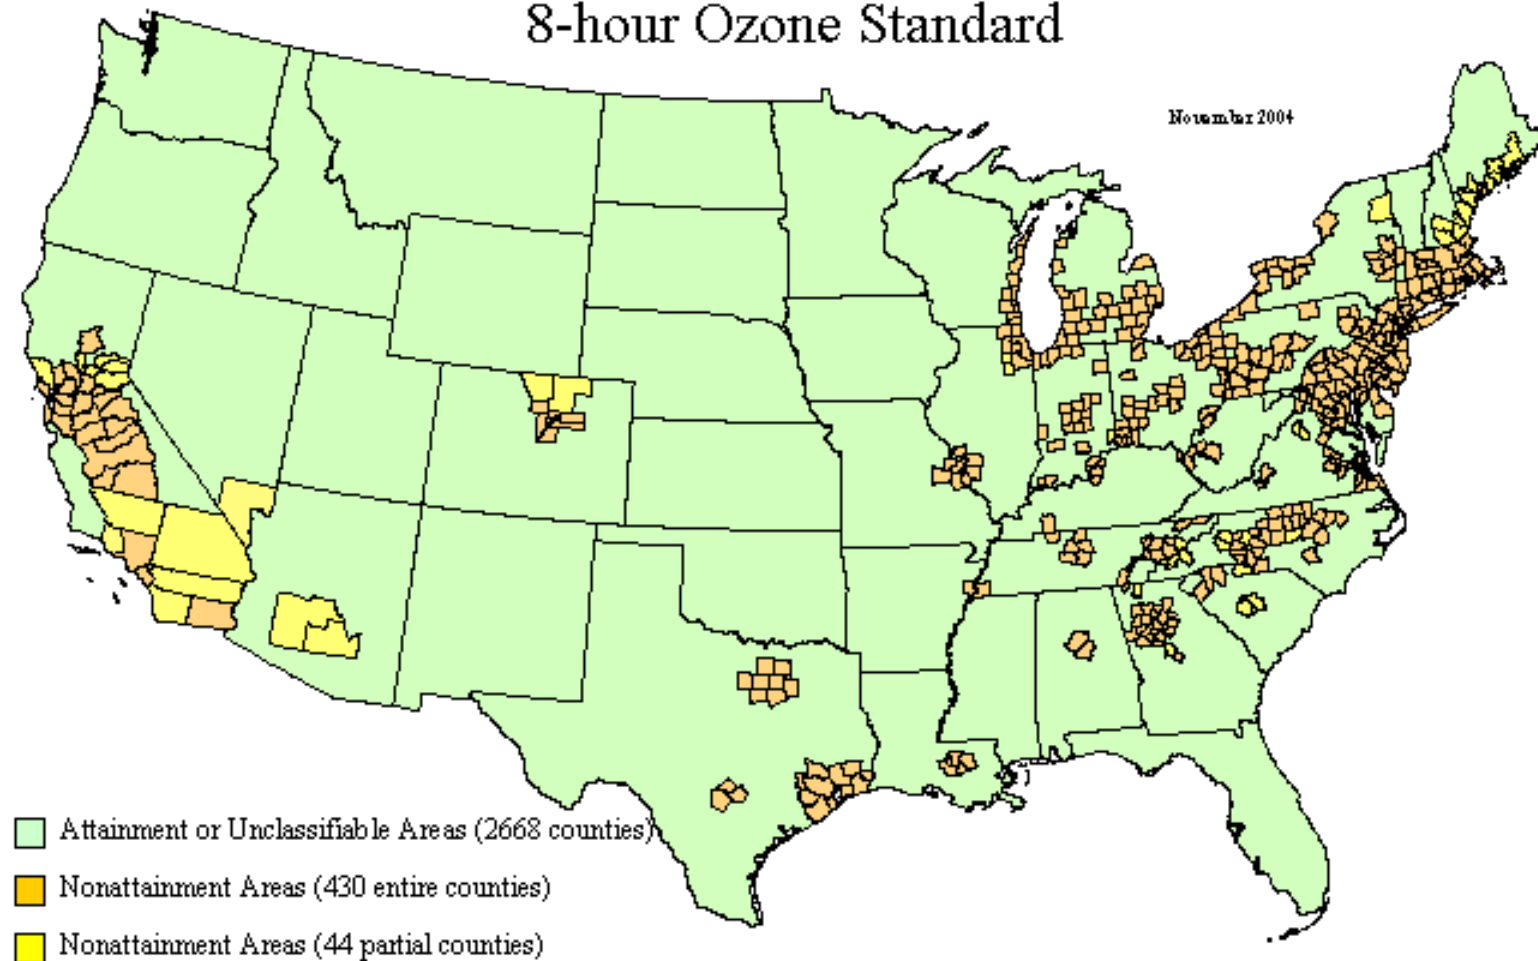 8-hour Ozone Standard
November 2004
Attainment or Unclassifiable Areas (2668 counties)
Nonattainment Areas (430 entire counties)
Nonattainment Areas (44 partial counties)